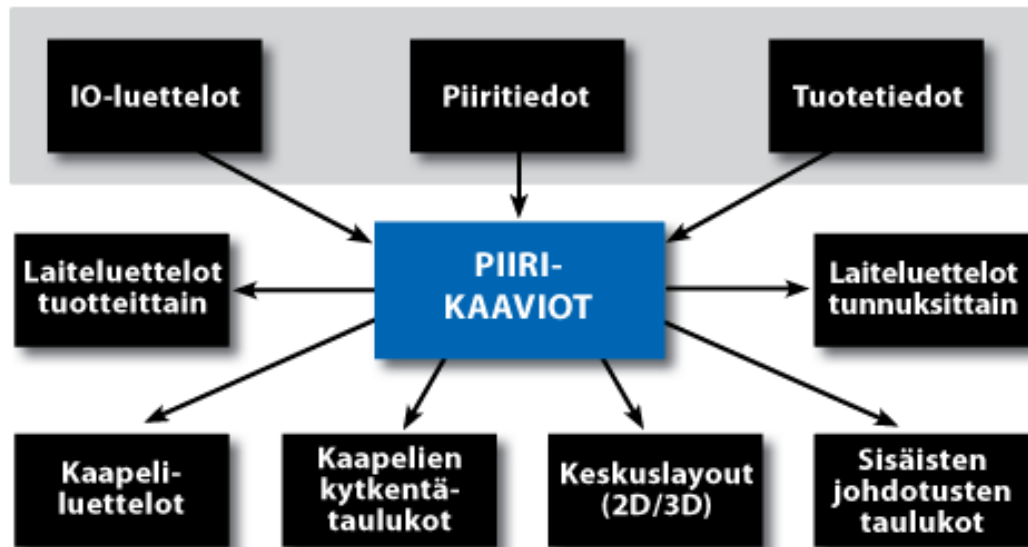 IO-luettelot
Piiritiedot
Tuotetiedot
PIIRI-
KAAVIOT
Laiteluettelot
tuotteittain
Laiteluettelot
tunnuksittain
Kaapeli-
luettelot
Kaapelien
kytkentä-
taulukot
Keskuslayout
(2D/3D)
Sisäisten
johdotusten
taulukot